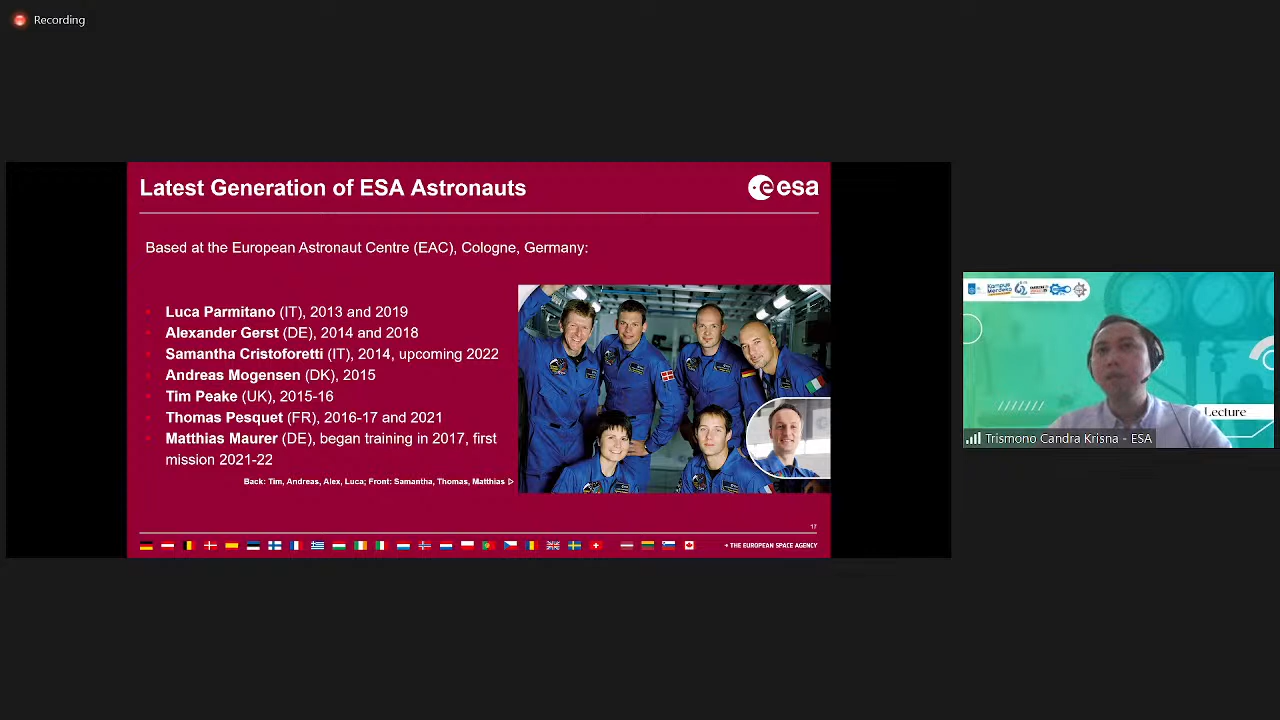 Recording
Latest Generation of ESA Astronauts
esa
Based at the European Astronaut Centre (EAC), Cologne, Germany:
Luca Parmitano (IT), 2013 and 2019
Alexander Gerst (DE), 2014 and 2018
Samantha Cristoforetti (IT), 2014, upcoming 2022
Andreas Mogensen (DK), 2015
Tim Peake (UK), 2015-16
Thomas Pesquet (FR), 2016-17 and 2021
Matthias Maurer (DE), began training in 2017, first
mission 2021-22
Back: Tim, Andreas, Alex, Luca; Front: Samantha, Thomas, Matthias
17
→ THE EUROPEAN SPACE AGENCY
Kampus
Merdeka
Lecture
Trismono Candra Krisna - ESA